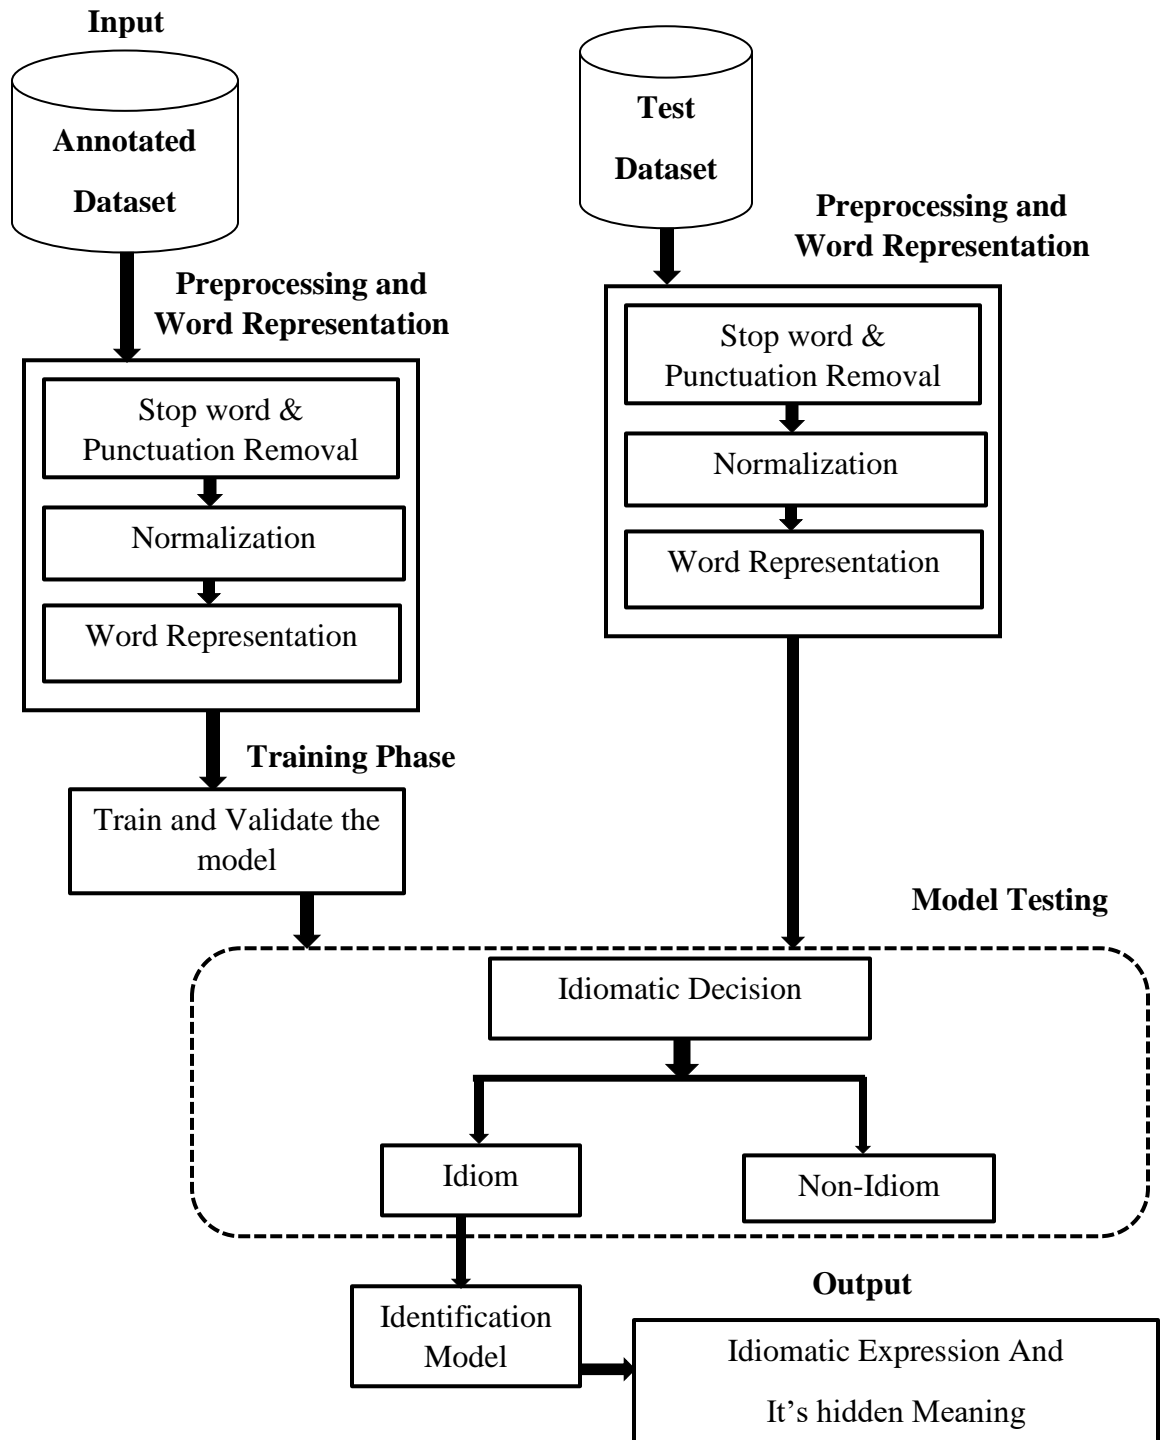 Input
Annotated
Dataset
Test
Dataset
Preprocessing and
Word Representation
Preprocessing and
Word Representation
Stop word &
Punctuation Removal
Normalization
Word Representation
Stop word &
Punctuation Removal
Normalization
Word Representation
Training Phase
Train and Validate the
model
Model Testing
Idiomatic Decision
Idiom
Non-Idiom
Identification
Model
Output
Idiomatic Expression And
It’s hidden Meaning